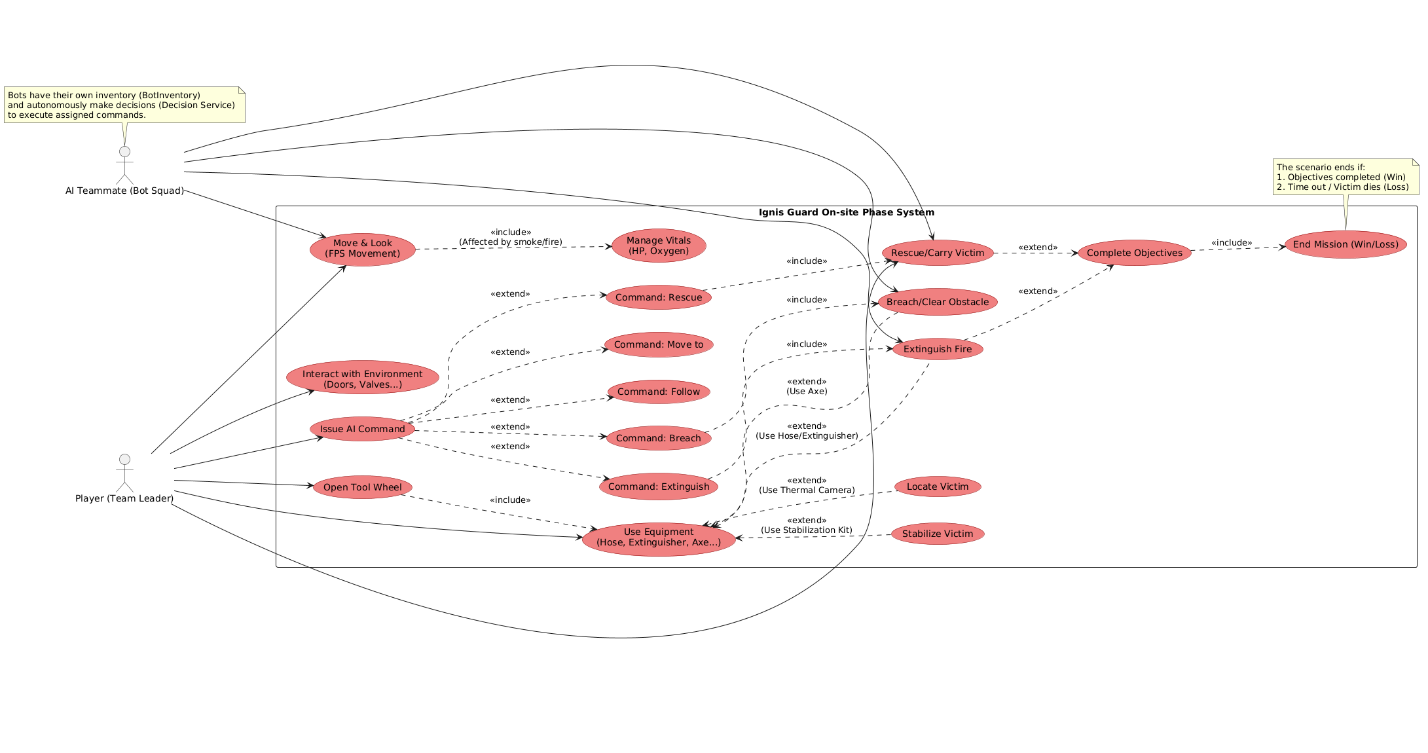 Bots have their own inventory (BotInventory)
and autonomously make decisions (Decision Service)
to execute assigned commands.
AI Teammate (Bot Squad)
The scenario ends if:
1. Objectives completed (Win)
2. Time out / Victim dies (Loss)
Ignis Guard On-site Phase System
Move & Look
(FPS Movement)
«include»
(Affected by smoke/fire)
Manage Vitals
(HP, Oxygen)
Rescue/Carry Victim
«extend»
Complete Objectives
«include»
End Mission (Win/Loss)
«include»
«extend»
Command: Rescue
«include»
Breach/Clear Obstacle
«extend»
«extend»
Command: Move to
«include»
Extinguish Fire
Interact with Environment
(Doors, Valves...)
«extend»
Command: Follow
«extend»
(Use Axe)
Issue AI Command
«extend»
Command: Breach
«extend»
(Use Hose/Extinguisher)
«extend»
Player (Team Leader)
Open Tool Wheel
Command: Extinguish
«extend»
(Use Thermal Camera)
Locate Victim
«include»
Use Equipment
(Hose, Extinguisher, Axe...)
«extend»
(Use Stabilization Kit)
Stabilize Victim